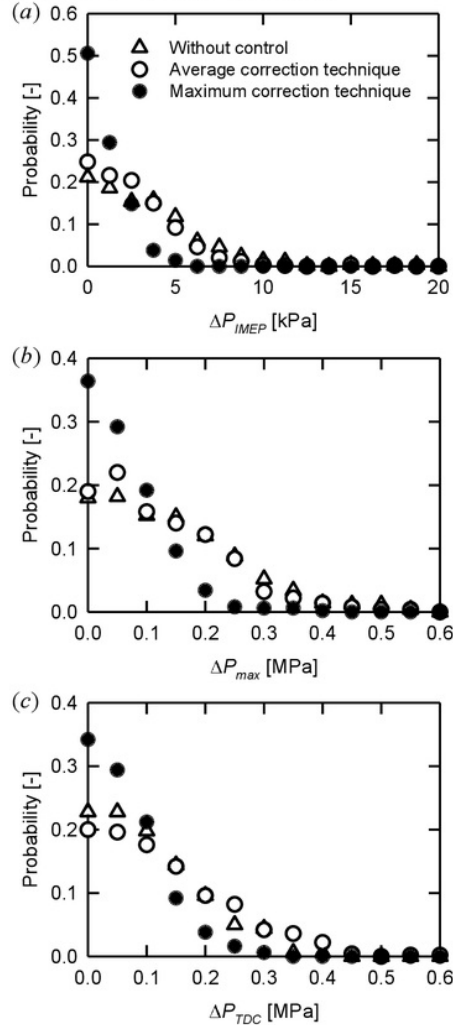 (a)
0.6
0.5
0.4
0.3
0.2
0.1
0.0
Probability [-]
Without control
Average correction technique
Maximum correction technique
0 5 10 15 20
ΔP_IMEP [kPa]
(b)
0.4
0.3
0.2
0.1
0.0
Probability [-]
0.0 0.1 0.2 0.3 0.4 0.5 0.6
ΔP_max [MPa]
(c)
0.4
0.3
0.2
0.1
0.0
Probability [-]
0.0 0.1 0.2 0.3 0.4 0.5 0.6
ΔP_TDC [MPa]